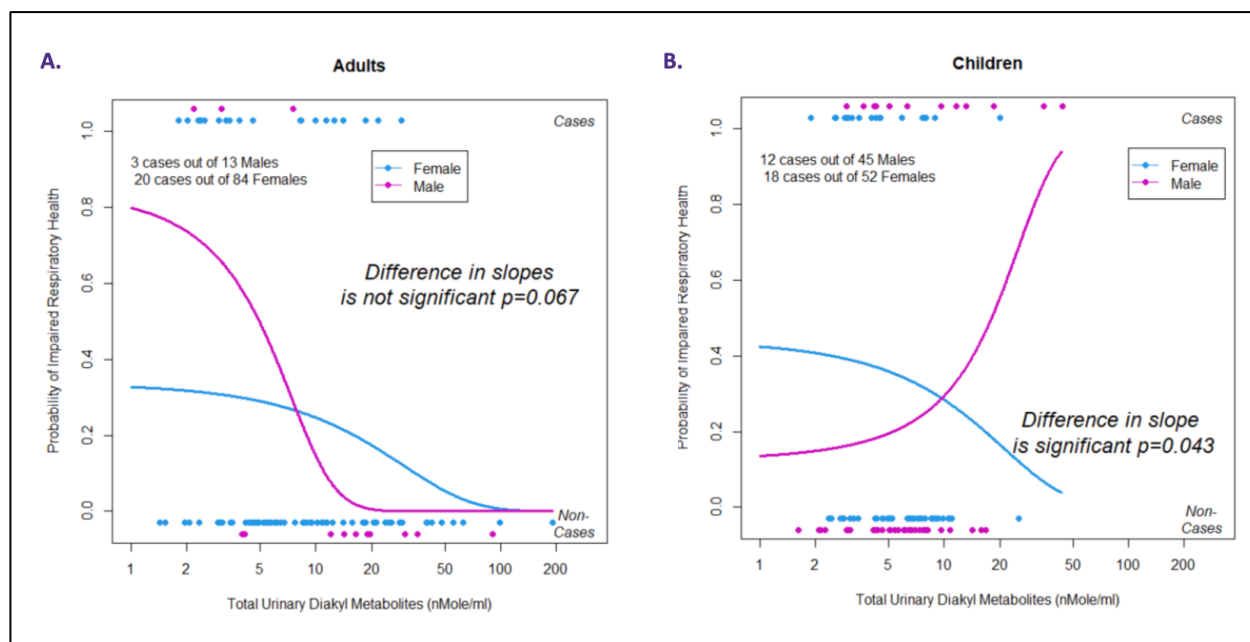 A.
Adults
Cases
3 cases out of 13 Males
20 cases out of 84 Females
Female
Male
Difference in slopes
is not significant p=0.067
Non-
Cases
Probability of Impaired Respiratory Health
0.0 0.2 0.4 0.6 0.8 1.0
1 2 5 10 20 50 100 200
Total Urinary Diakyl Metabolites (nMole/ml)
B.
Children
Cases
12 cases out of 45 Males
18 cases out of 52 Females
Female
Male
Difference in slope
is significant p=0.043
Non-
Cases
Probability of Impaired Respiratory Health
0.0 0.2 0.4 0.6 0.8 1.0
1 2 5 10 20 50 100 200
Total Urinary Diakyl Metabolites (nMole/ml)